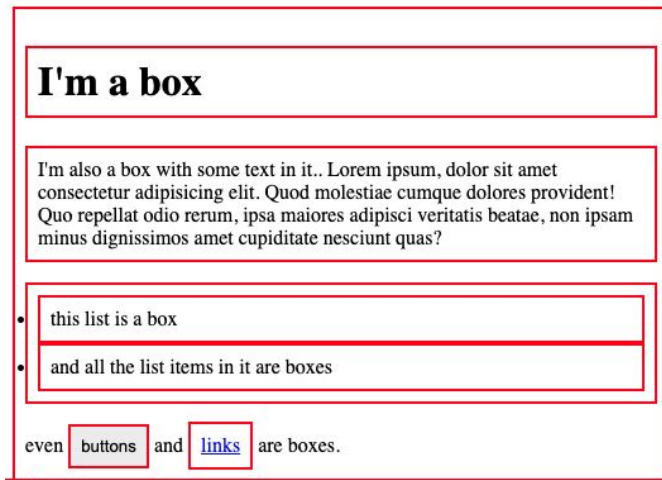 I'm a box
I'm also a box with some text in it.. Lorem ipsum, dolor sit amet
consectetur adipisicing elit. Quod molestiae cumque dolores provident!
Quo repellat odio rerum, ipsa maiores adipisci veritatis beatae, non ipsam
minus dignissimos amet cupiditate nesciunt quas?
this list is a box
and all the list items in it are boxes
even buttons and links are boxes.